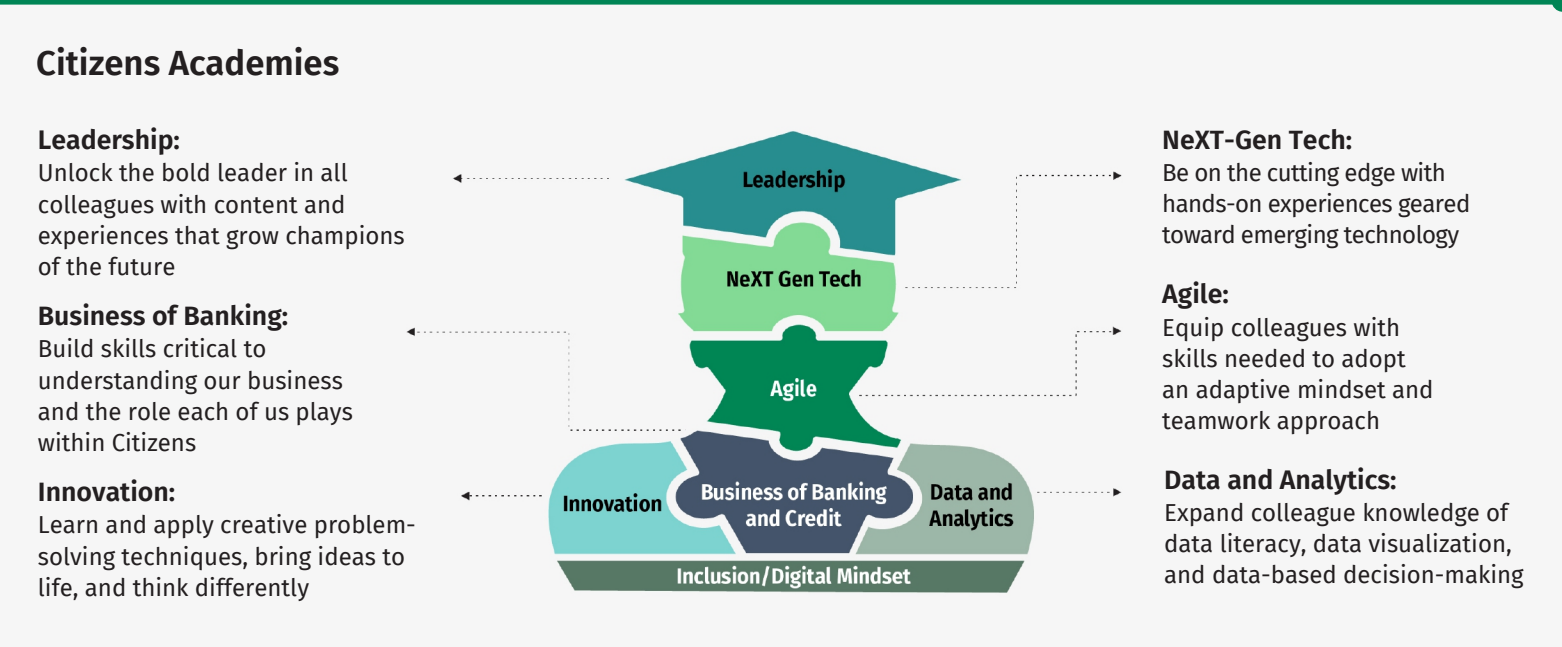 Citizens Academies
Leadership:
Unlock the bold leader in all
colleagues with content and
experiences that grow champions
of the future
Business of Banking:
Build skills critical to
understanding our business
and the role each of us plays
within Citizens
Innovation:
Learn and apply creative problem-
solving techniques, bring ideas to
life, and think differently
Leadership
NeXT Gen Tech
Agile
Innovation
Business of Banking
and Credit
Data and
Analytics
Inclusion/Digital Mindset
NeXT-Gen Tech:
Be on the cutting edge with
hands-on experiences geared
toward emerging technology
Agile:
Equip colleagues with
skills needed to adopt
an adaptive mindset and
teamwork approach
Data and Analytics:
Expand colleague knowledge of
data literacy, data visualization,
and data-based decision-making